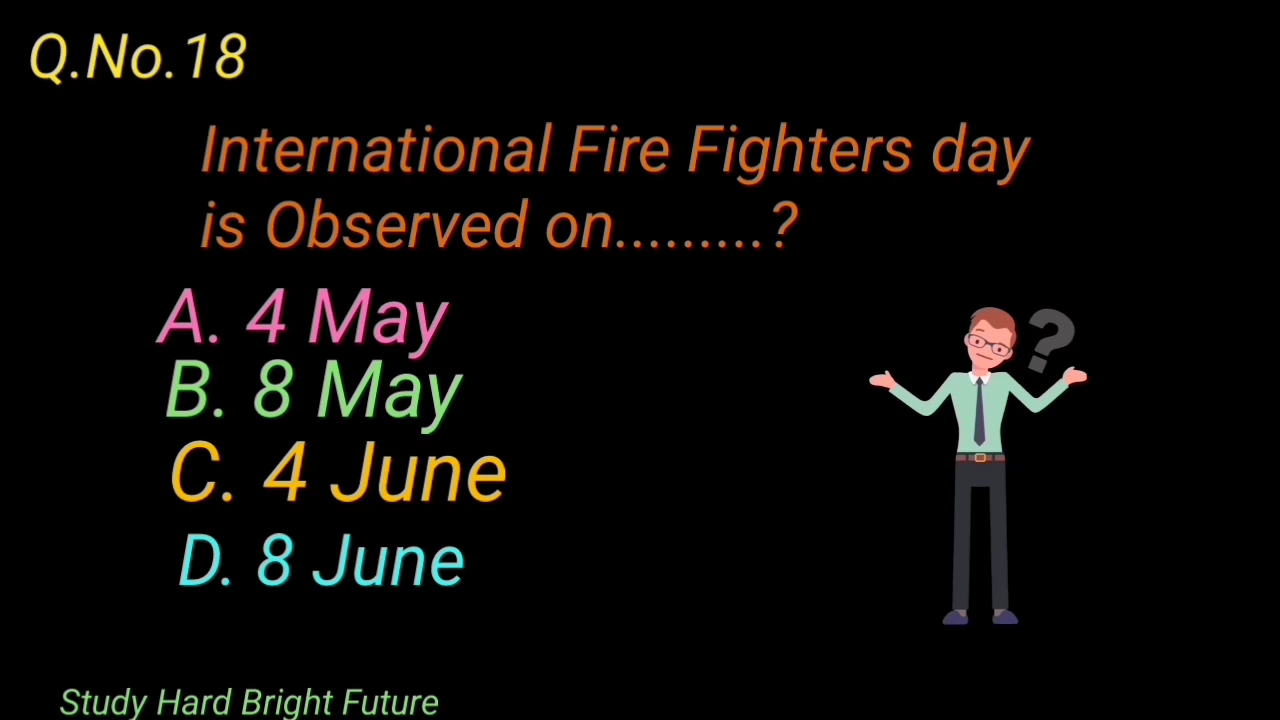 Q.No.18
International Fire Fighters day
is Observed on.........?
A. 4 May
B. 8 May
C. 4 June
D. 8 June
?
Study Hard Bright Future